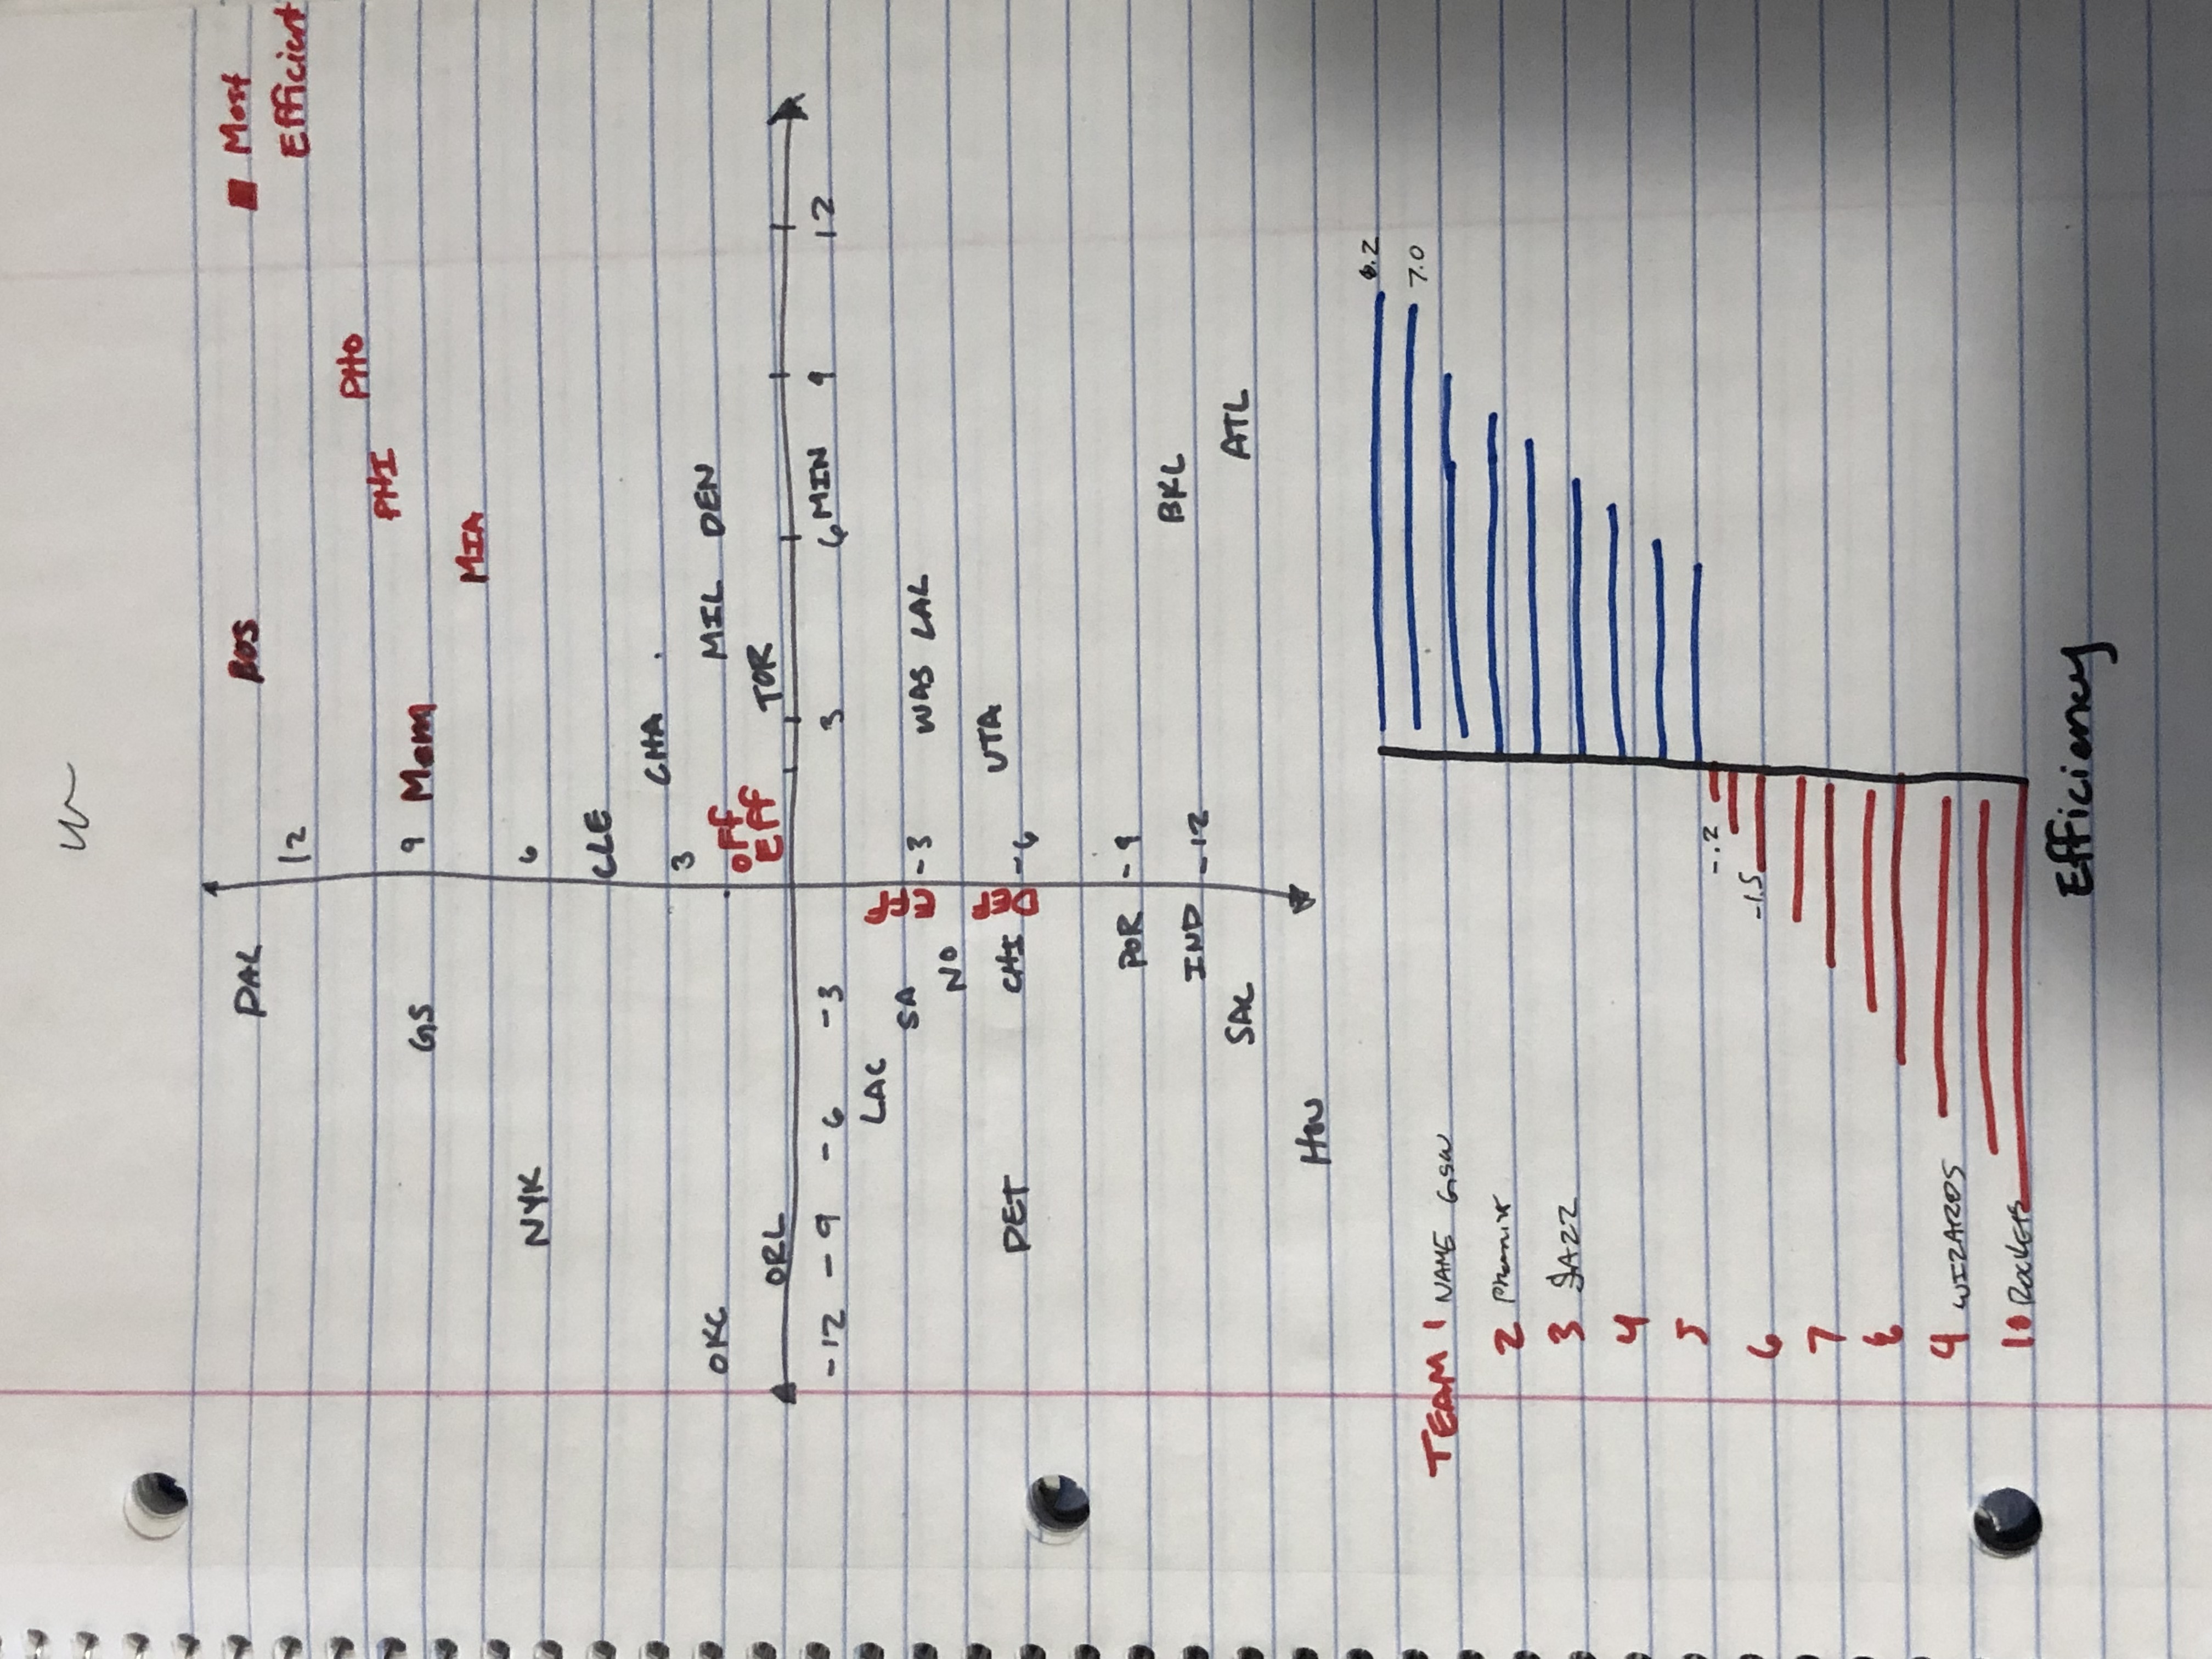 DAL BOS ■ Most
12 Efficient
PHO
PHI
GS 9 Mem
MIA
NYK 6
CLE
CHA
3
OKC MIL DEN
OFF
EFF TOR
ORL
-12 -9 -6 -3 3 6 MIN 9 12
LAC
SA -3 WAS LAL
DEF EFF
NO
UTA
DET CHI -6
POR -9
BKL
IND -12
SAC ATL
HOU
6.2
7.0
TEAM 1 NAME GSW
2 Phoenix
3 JAZZ
4
5
-.2
-1.5
6
7
8
9 WIZARDS
10 ROCKETS
Efficiency